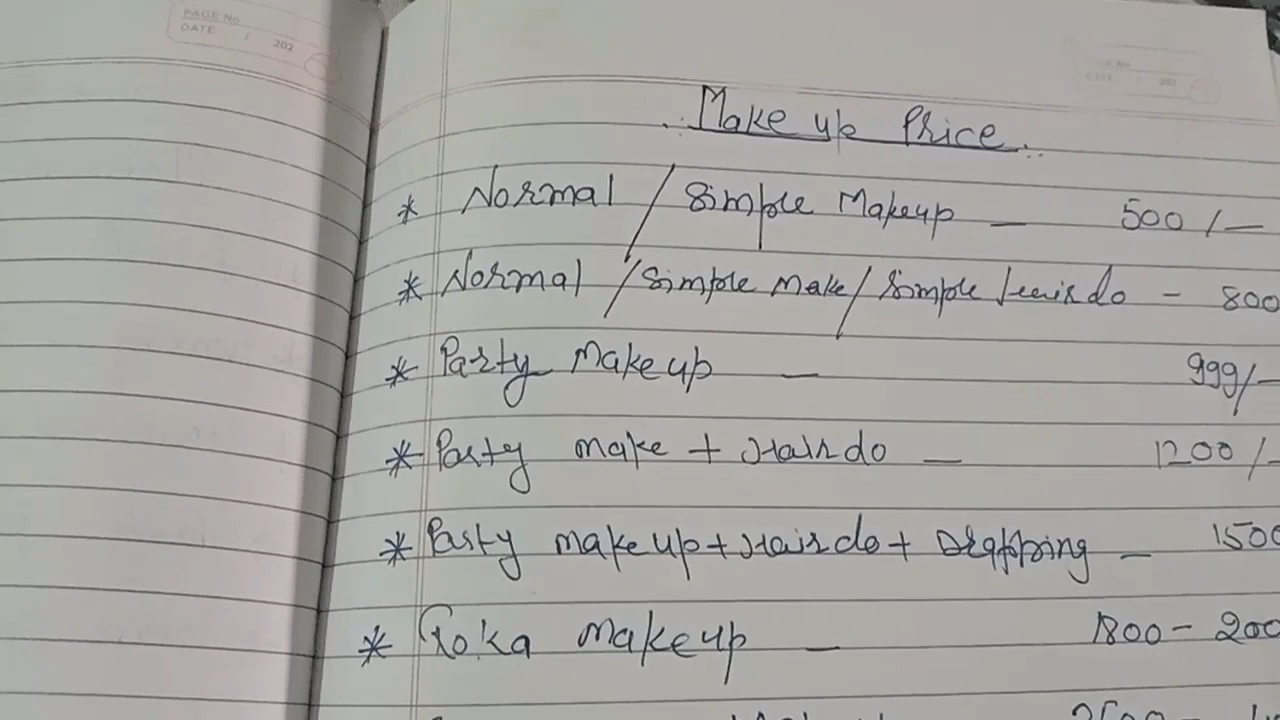 PAGE No.
DATE / 202
Make up Price
* Normal / Simple Makeup — 500/—
* Normal / Simple Make / Simple Hairdo - 800
* Party Makeup — 999/—
* Party make + Hairdo — 1200/-
* Party makeup + Hairdo + Drapping — 1500
* Roka Makeup — 1800 - 200